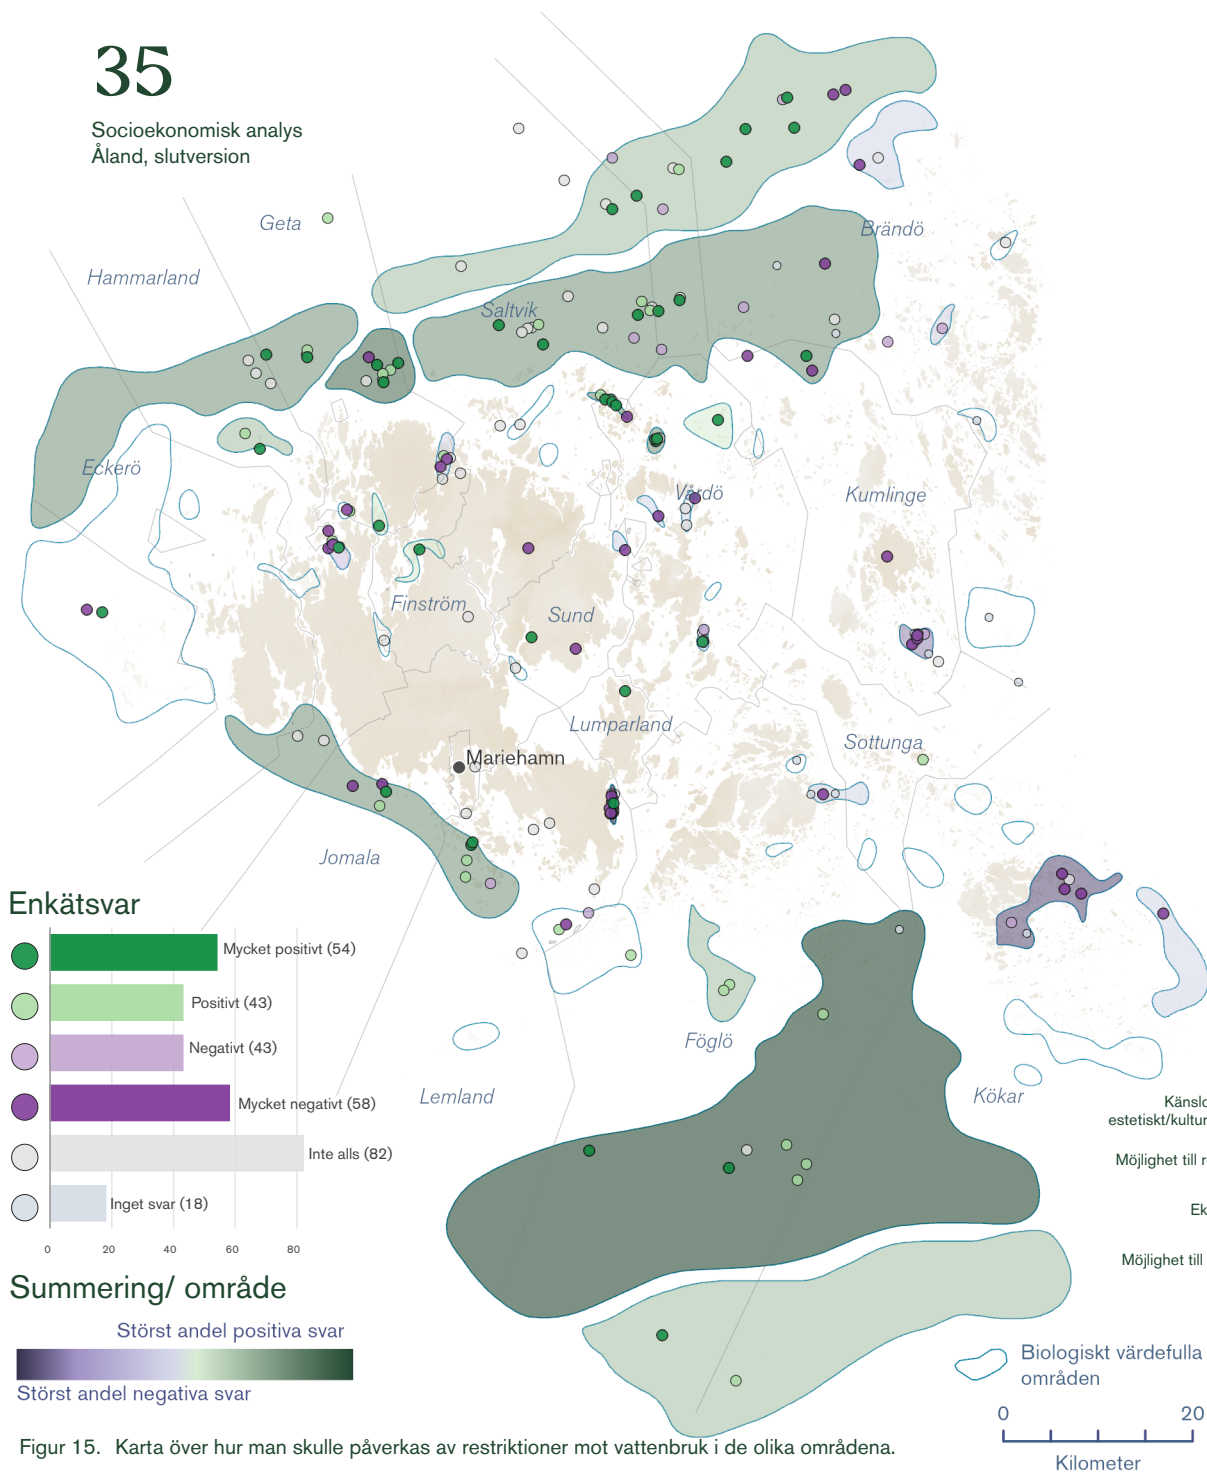 35
Socioekonomisk analys
Åland, slutversion
Geta
Hammarland
Brändö
Saltvik
Eckerö
Vårdö
Kumlinge
Finström
Sund
Lumparland
Sottunga
Mariehamn
Jomala
Föglö
Lemland
Kökar
Enkätsvar
Mycket positivt (54)
Positivt (43)
Negativt (43)
Mycket negativt (58)
Inte alls (82)
Inget svar (18)
0 20 40 60 80
Summering/ område
Störst andel positiva svar
Störst andel negativa svar
Känslo
estetiskt/kultur
Möjlighet till r
Ek
Möjlighet till
Biologiskt värdefulla
områden
0 20
Kilometer
Figur 15. Karta över hur man skulle påverkas av restriktioner mot vattenbruk i de olika områdena.